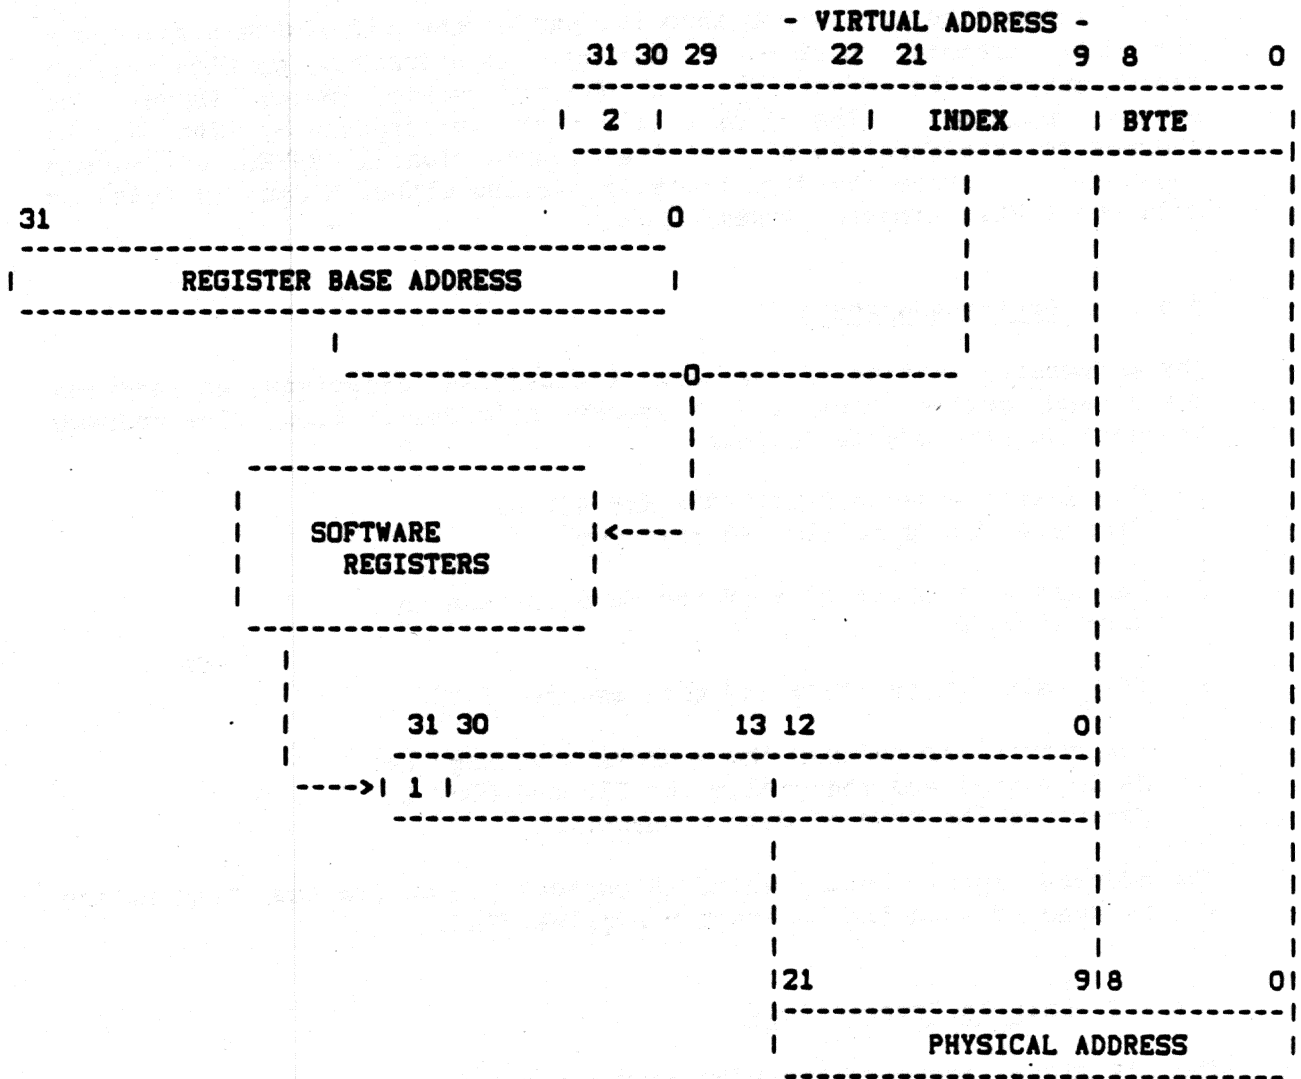 - VIRTUAL ADDRESS -
31 30 29 22 21 9 8 0
2 INDEX BYTE
31 0
REGISTER BASE ADDRESS
0
SOFTWARE
REGISTERS
31 30 13 12 0
1
21 9 8 0
PHYSICAL ADDRESS